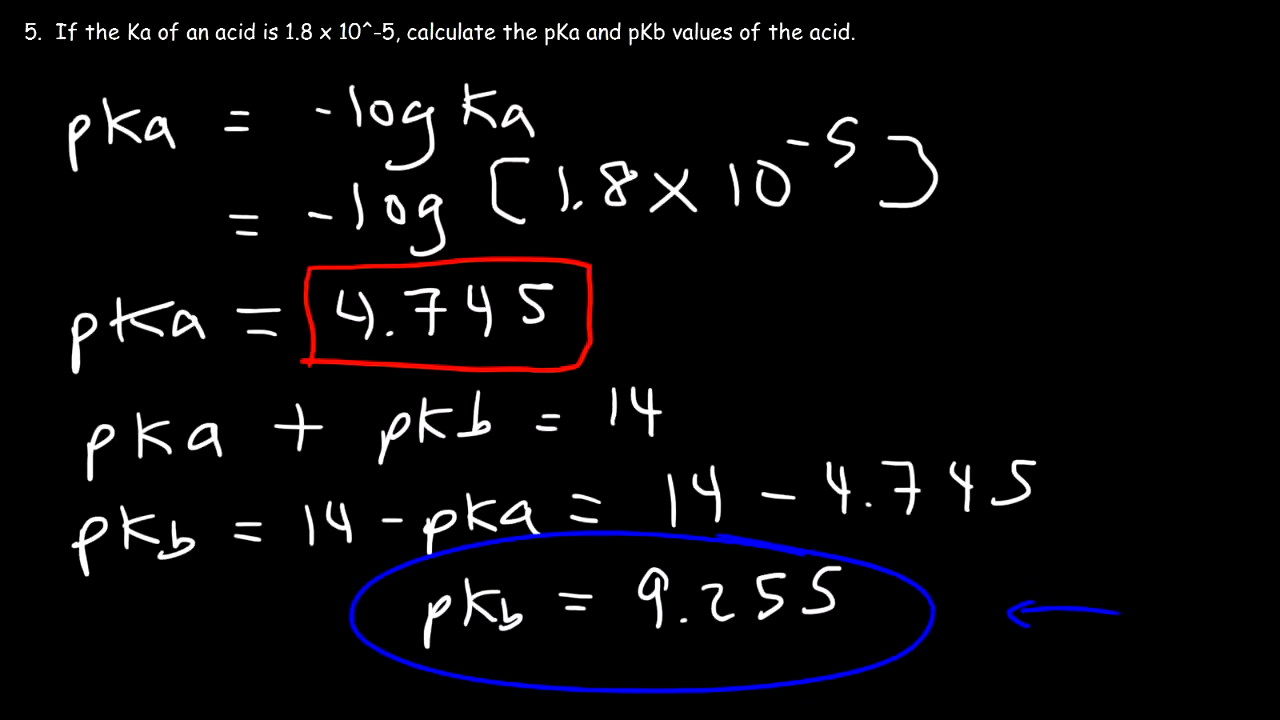 5. If the Ka of an acid is 1.8 x 10^-5, calculate the pKa and pKb values of the acid.
pKa = -log Ka
= -log [1.8 x 10^-5]
pKa = 4.745
pKa + pKb = 14
pKb = 14 - pKa = 14 - 4.745
pKb = 9.255